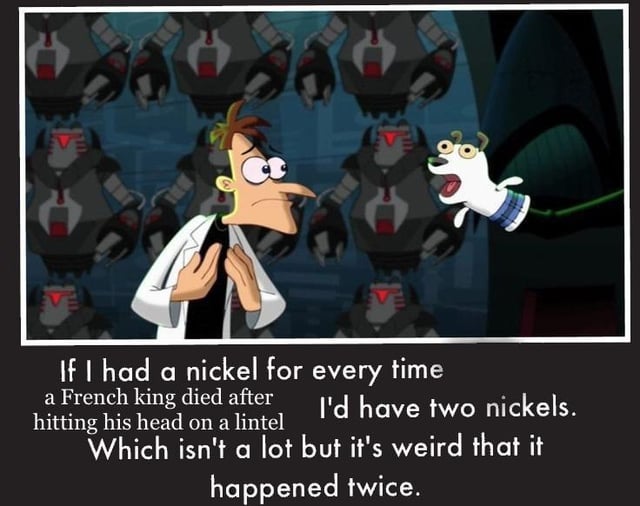 If I had a nickel for every time
a French king died after
hitting his head on a lintel
I'd have two nickels.
Which isn't a lot but it's weird that it
happened twice.